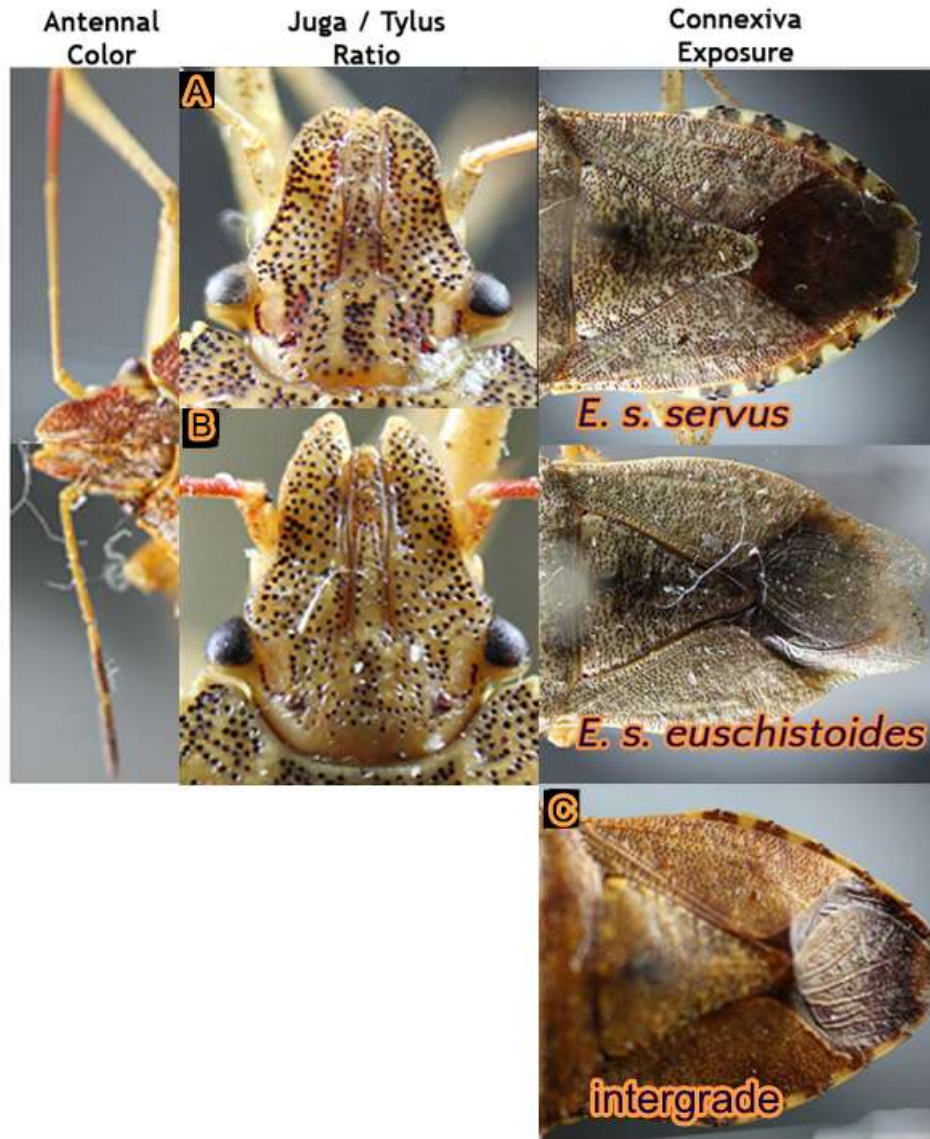 Antennal
Color
Juga / Tylus
Ratio
Connexiva
Exposure
A
E. s. servus
B
E. s. euschistoides
C
intergrade